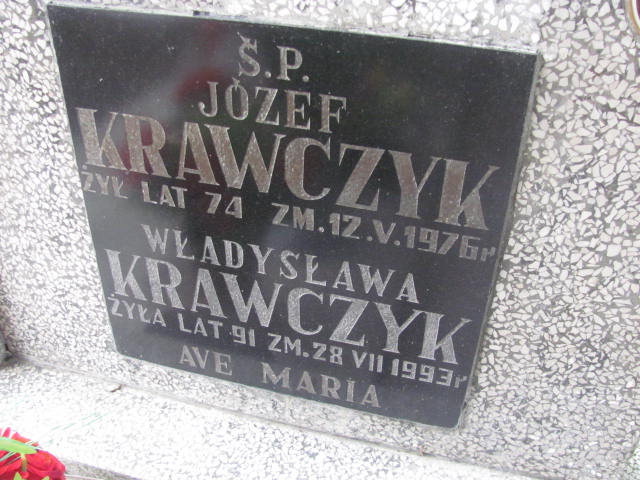 Ś.P.
JÓZEF
KRAWCZYK
ŻYŁ LAT 74 ZM.12.V.1976r
WŁADYSŁAWA
KRAWCZYK
ŻYŁA LAT 91 ZM.28 VII 1993r
AVE MARIA